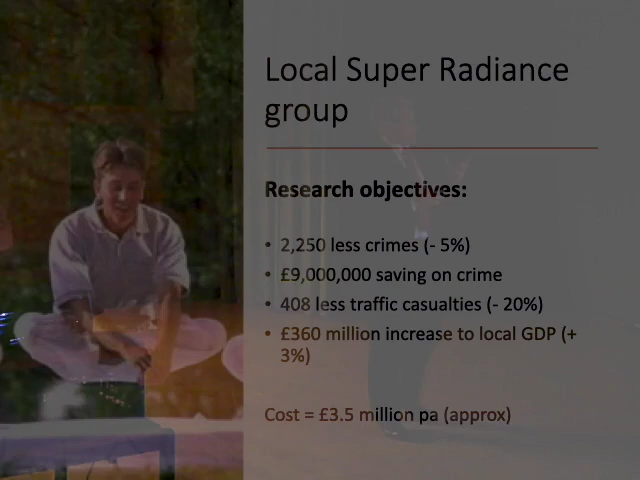 Local Super Radiance
group
Research objectives:
• 2,250 less crimes (- 5%)
• £9,000,000 saving on crime
• 408 less traffic casualties (- 20%)
• £360 million increase to local GDP (+
3%)
Cost = £3.5 million pa (approx)